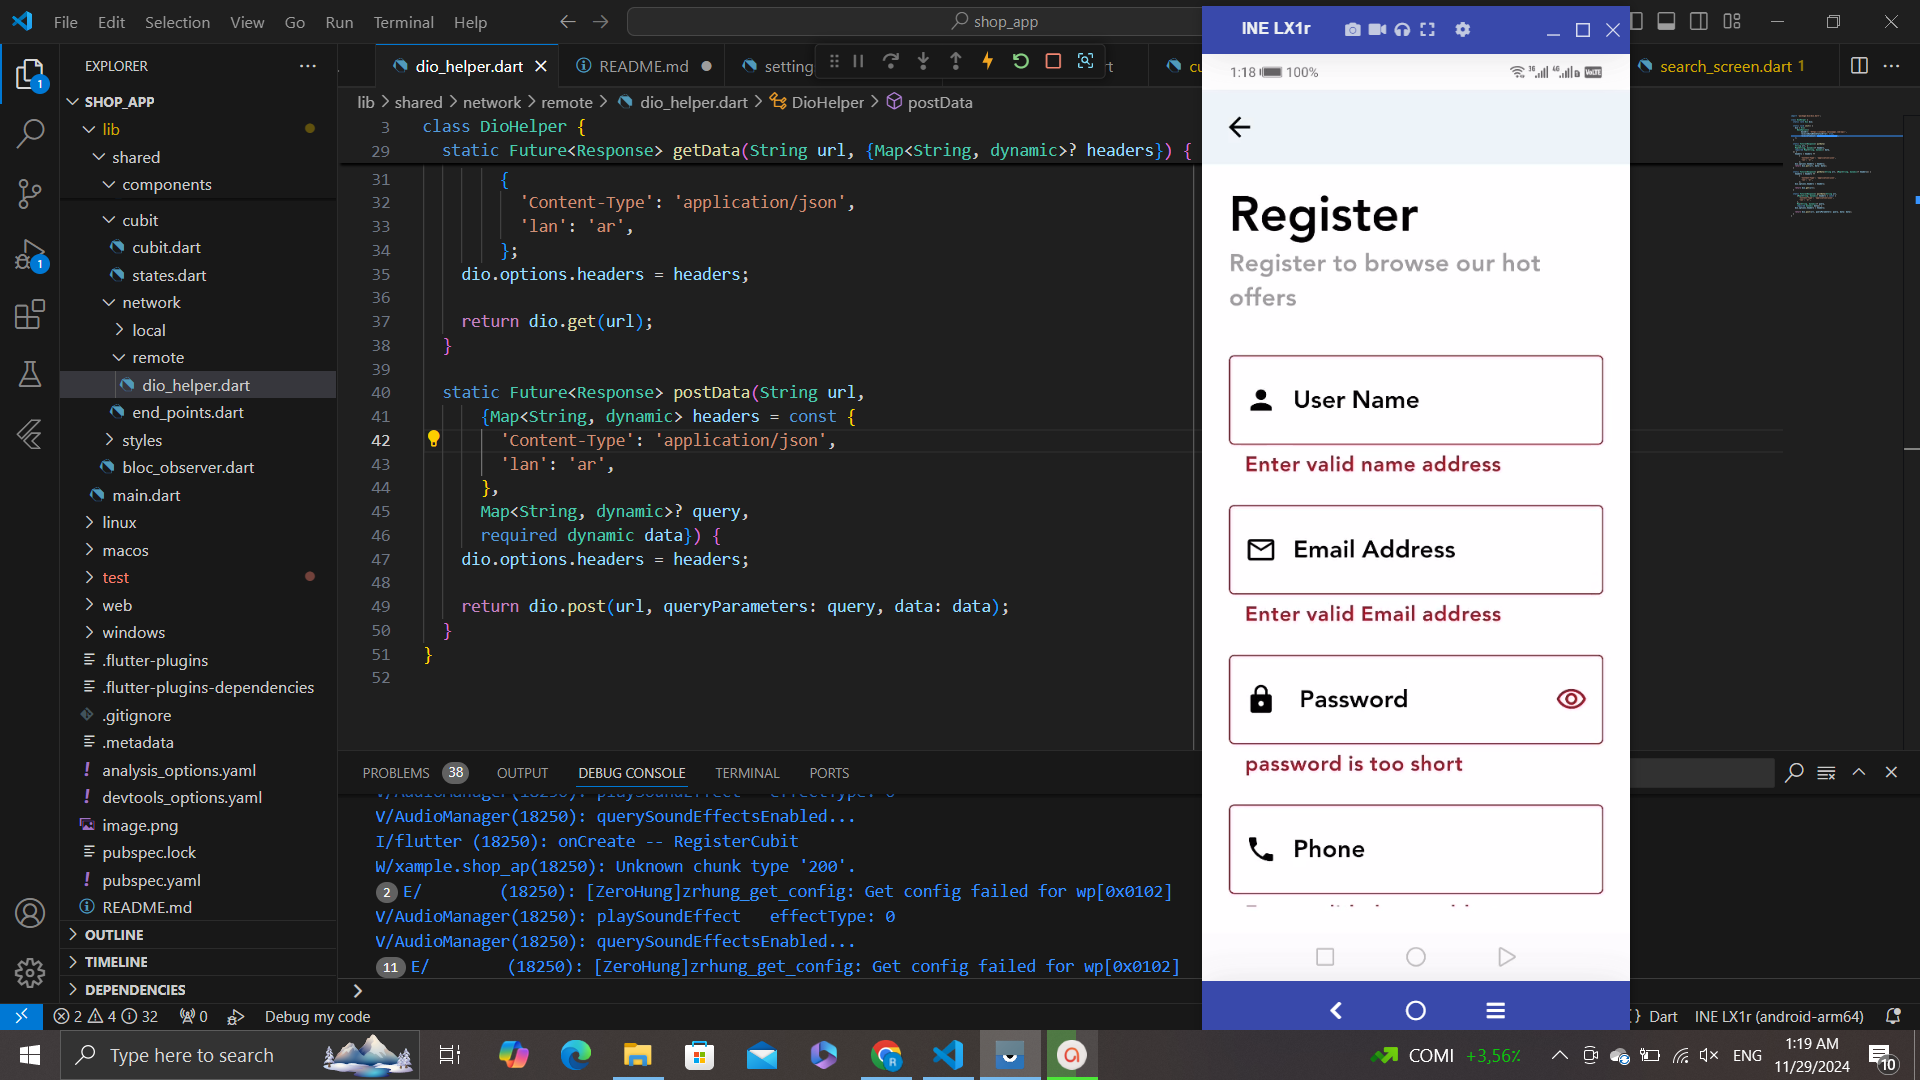 File Edit Selection View Go Run Terminal Help
shop_app
EXPLORER
SHOP_APP
lib
shared
components
cubit
cubit.dart
states.dart
network
local
remote
dio_helper.dart
end_points.dart
styles
bloc_observer.dart
main.dart
linux
macos
test
web
windows
.flutter-plugins
.flutter-plugins-dependencies
.gitignore
.metadata
analysis_options.yaml
devtools_options.yaml
image.png
pubspec.lock
pubspec.yaml
README.md
OUTLINE
TIMELINE
DEPENDENCIES
1
1
dio_helper.dart README.md setting rt cu search_screen.dart 1
lib > shared > network > remote > dio_helper.dart > DioHelper > postData
3 class DioHelper {
29 static Future<Response> getData(String url, {Map<String, dynamic>? headers}) {
31 {
32 'Content-Type': 'application/json',
33 'lan': 'ar',
34 };
35 dio.options.headers = headers;
36
37 return dio.get(url);
38 }
39
40 static Future<Response> postData(String url,
41 {Map<String, dynamic> headers = const {
42 'Content-Type': 'application/json',
43 'lan': 'ar',
44 },
45 Map<String, dynamic>? query,
46 required dynamic data}) {
47 dio.options.headers = headers;
48
49 return dio.post(url, queryParameters: query, data: data);
50 }
51 }
52
PROBLEMS 38 OUTPUT DEBUG CONSOLE TERMINAL PORTS
V/AudioManager(18250): playSoundEffect effectType: 0
V/AudioManager(18250): querySoundEffectsEnabled...
I/flutter (18250): onCreate -- RegisterCubit
W/xample.shop_ap(18250): Unknown chunk type '200'.
2 E/ (18250): [ZeroHung]zrhung_get_config: Get config failed for wp[0x0102]
V/AudioManager(18250): playSoundEffect effectType: 0
V/AudioManager(18250): querySoundEffectsEnabled...
11 E/ (18250): [ZeroHung]zrhung_get_config: Get config failed for wp[0x0102]
INE LX1r
1:18 100%
Register
Register to browse our hot
offers
User Name
Enter valid name address
Email Address
Enter valid Email address
Password
password is too short
Phone
2 4 32 0 Debug my code
Dart INE LX1r (android-arm64)
Type here to search
COMI +3,56%
ENG
1:19 AM
11/29/2024
10